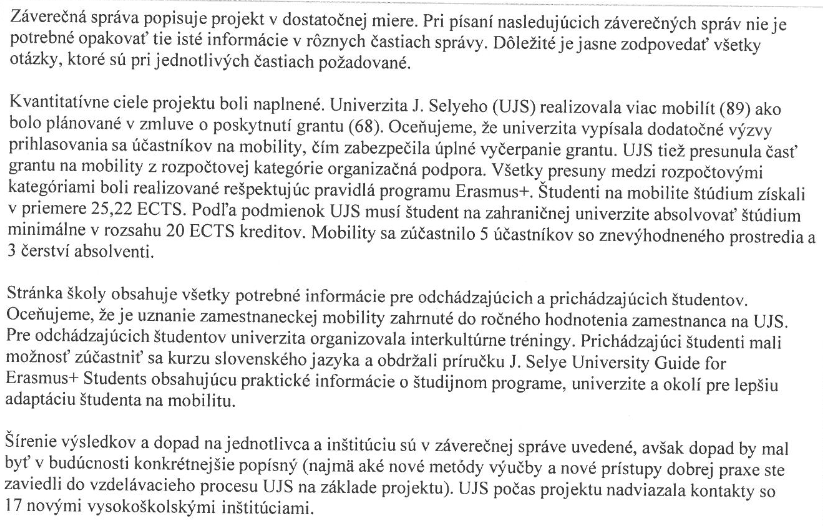 Záverečná správa popisuje projekt v dostatočnej miere. Pri písaní nasledujúcich záverečných správ nie je
potrebné opakovať tie isté informácie v rôznych častiach správy. Dôležité je jasne zodpovedať všetky
otázky, ktoré sú pri jednotlivých častiach požadované.

Kvantitatívne ciele projektu boli naplnené. Univerzita J. Selyeho (UJS) realizovala viac mobilít (89) ako
bolo plánované v zmluve o poskytnutí grantu (68). Oceňujeme, že univerzita vypísala dodatočné výzvy
prihlasovania sa účastníkov na mobility, čím zabezpečila úplné vyčerpanie grantu. UJS tiež presunula časť
grantu na mobility z rozpočtovej kategórie organizačná podpora. Všetky presuny medzi rozpočtovými
kategóriami boli realizované rešpektujúc pravidlá programu Erasmus+. Študenti na mobilite štúdium získali
v priemere 25,22 ECTS. Podľa podmienok UJS musí študent na zahraničnej univerzite absolvovať štúdium
minimálne v rozsahu 20 ECTS kreditov. Mobility sa zúčastnilo 5 účastníkov so znevýhodneného prostredia a
3 čerství absolventi.

Stránka školy obsahuje všetky potrebné informácie pre odchádzajúcich a prichádzajúcich študentov.
Oceňujeme, že je uznanie zamestnaneckej mobility zahrnuté do ročného hodnotenia zamestnanca na UJS.
Pre odchádzajúcich študentov univerzita organizovala interkultúrne tréningy. Prichádzajúci študenti mali
možnosť zúčastniť sa kurzu slovenského jazyka a obdržali príručku J. Selye University Guide for
Erasmus+ Students obsahujúcu praktické informácie o študijnom programe, univerzite a okolí pre lepšiu
adaptáciu študenta na mobilitu.

Šírenie výsledkov a dopad na jednotlivca a inštitúciu sú v záverečnej správe uvedené, avšak dopad by mal
byť v budúcnosti konkrétnejšie popísný (najmä aké nové metódy výučby a nové prístupy dobrej praxe ste
zaviedli do vzdelávacieho procesu UJS na základe projektu). UJS počas projektu nadviazala kontakty so
17 novými vysokoškolskými inštitúciami.